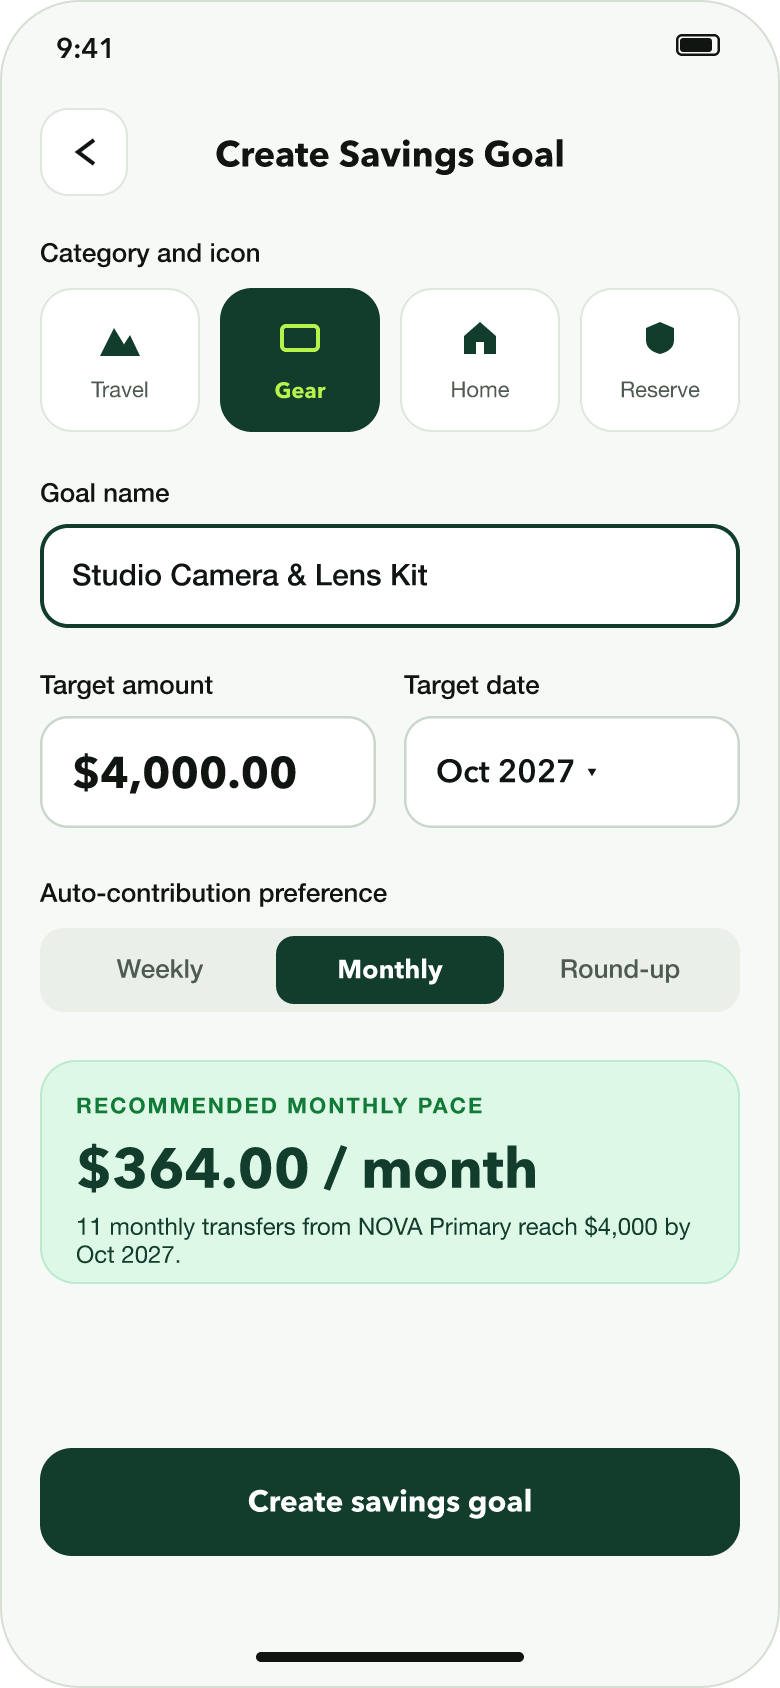 9:41
Create Savings Goal
Category and icon
Travel
Gear
Home
Reserve
Goal name
Studio Camera & Lens Kit
Target amount
Target date
$4,000.00
Oct 2027 ▾
Auto-contribution preference
Weekly
Monthly
Round-up
RECOMMENDED MONTHLY PACE
$364.00 / month
11 monthly transfers from NOVA Primary reach $4,000 by
Oct 2027.
Create savings goal